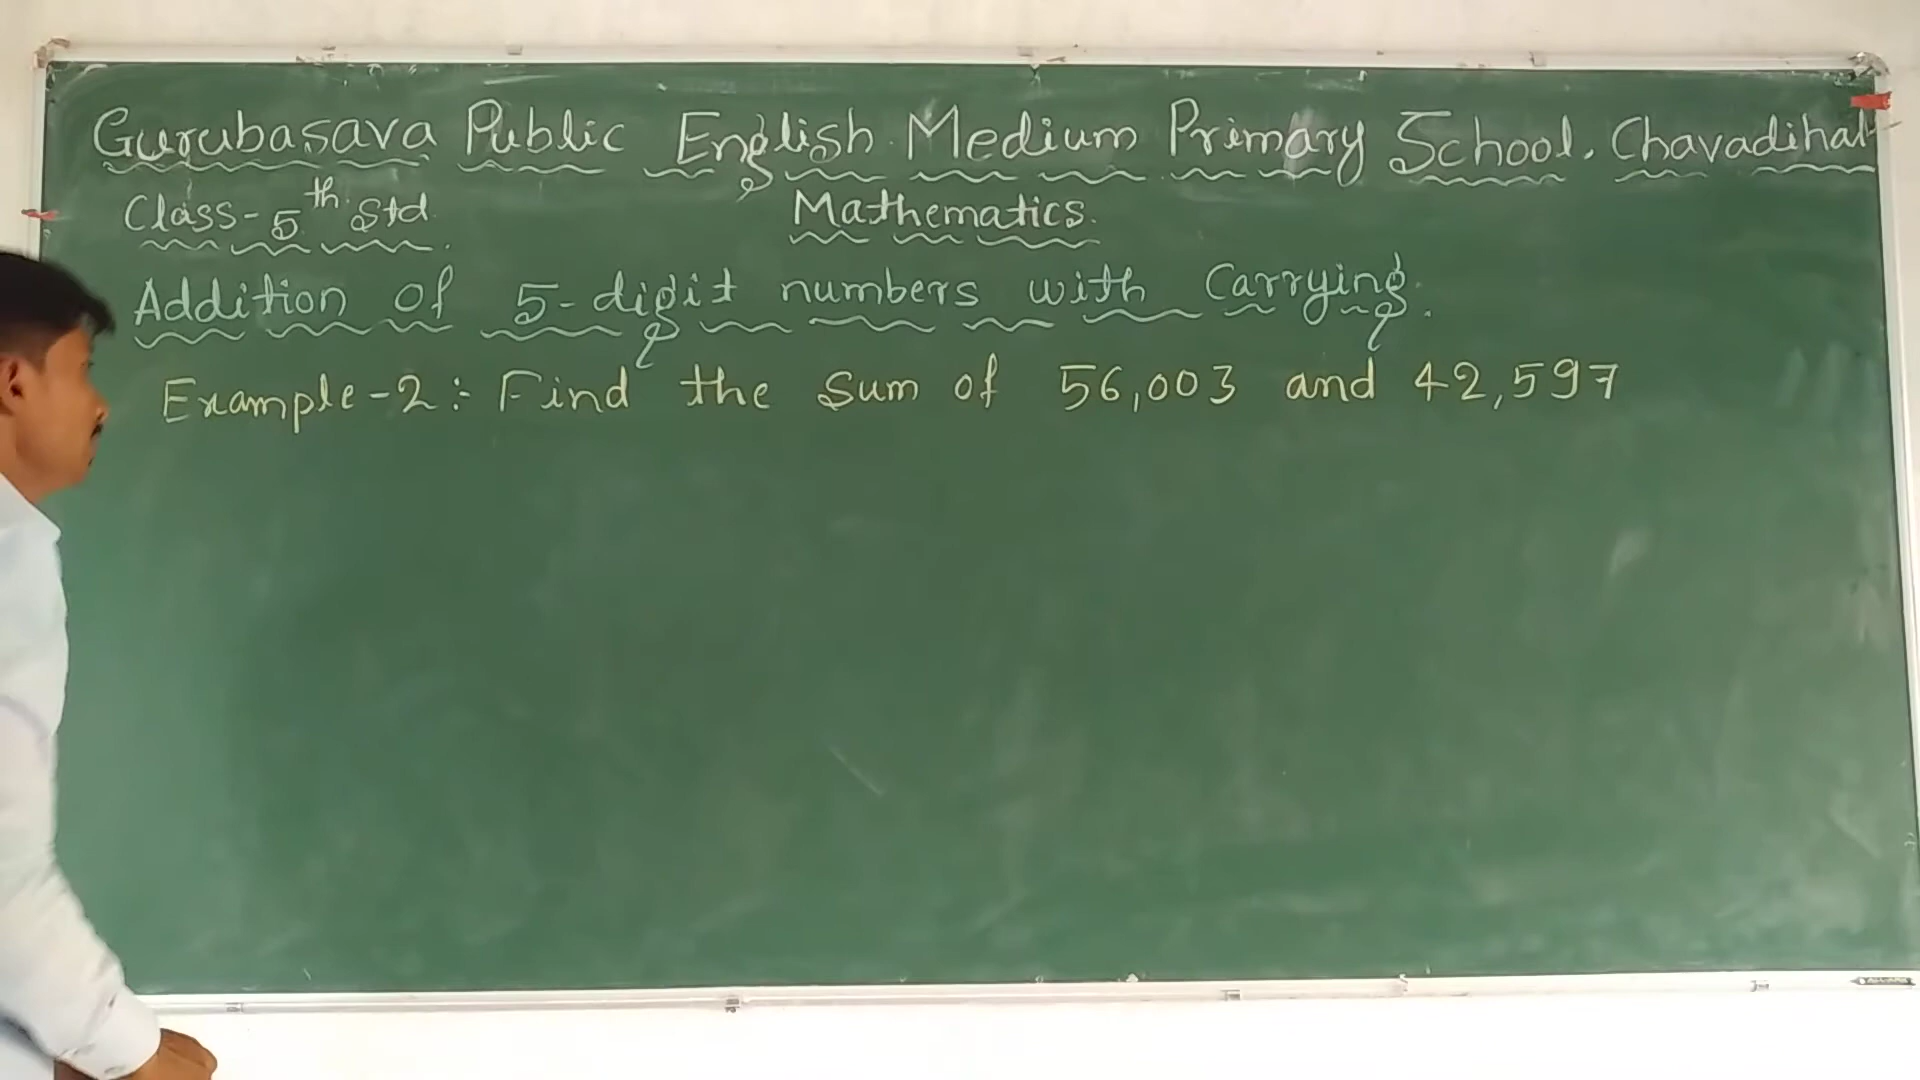 Gurubasava Public English Medium Primary School, Chavadihal
Class-5th Std.
Mathematics.
Addition of 5-digit numbers with Carrying.
Example-2:- Find the sum of 56,003 and 42,597